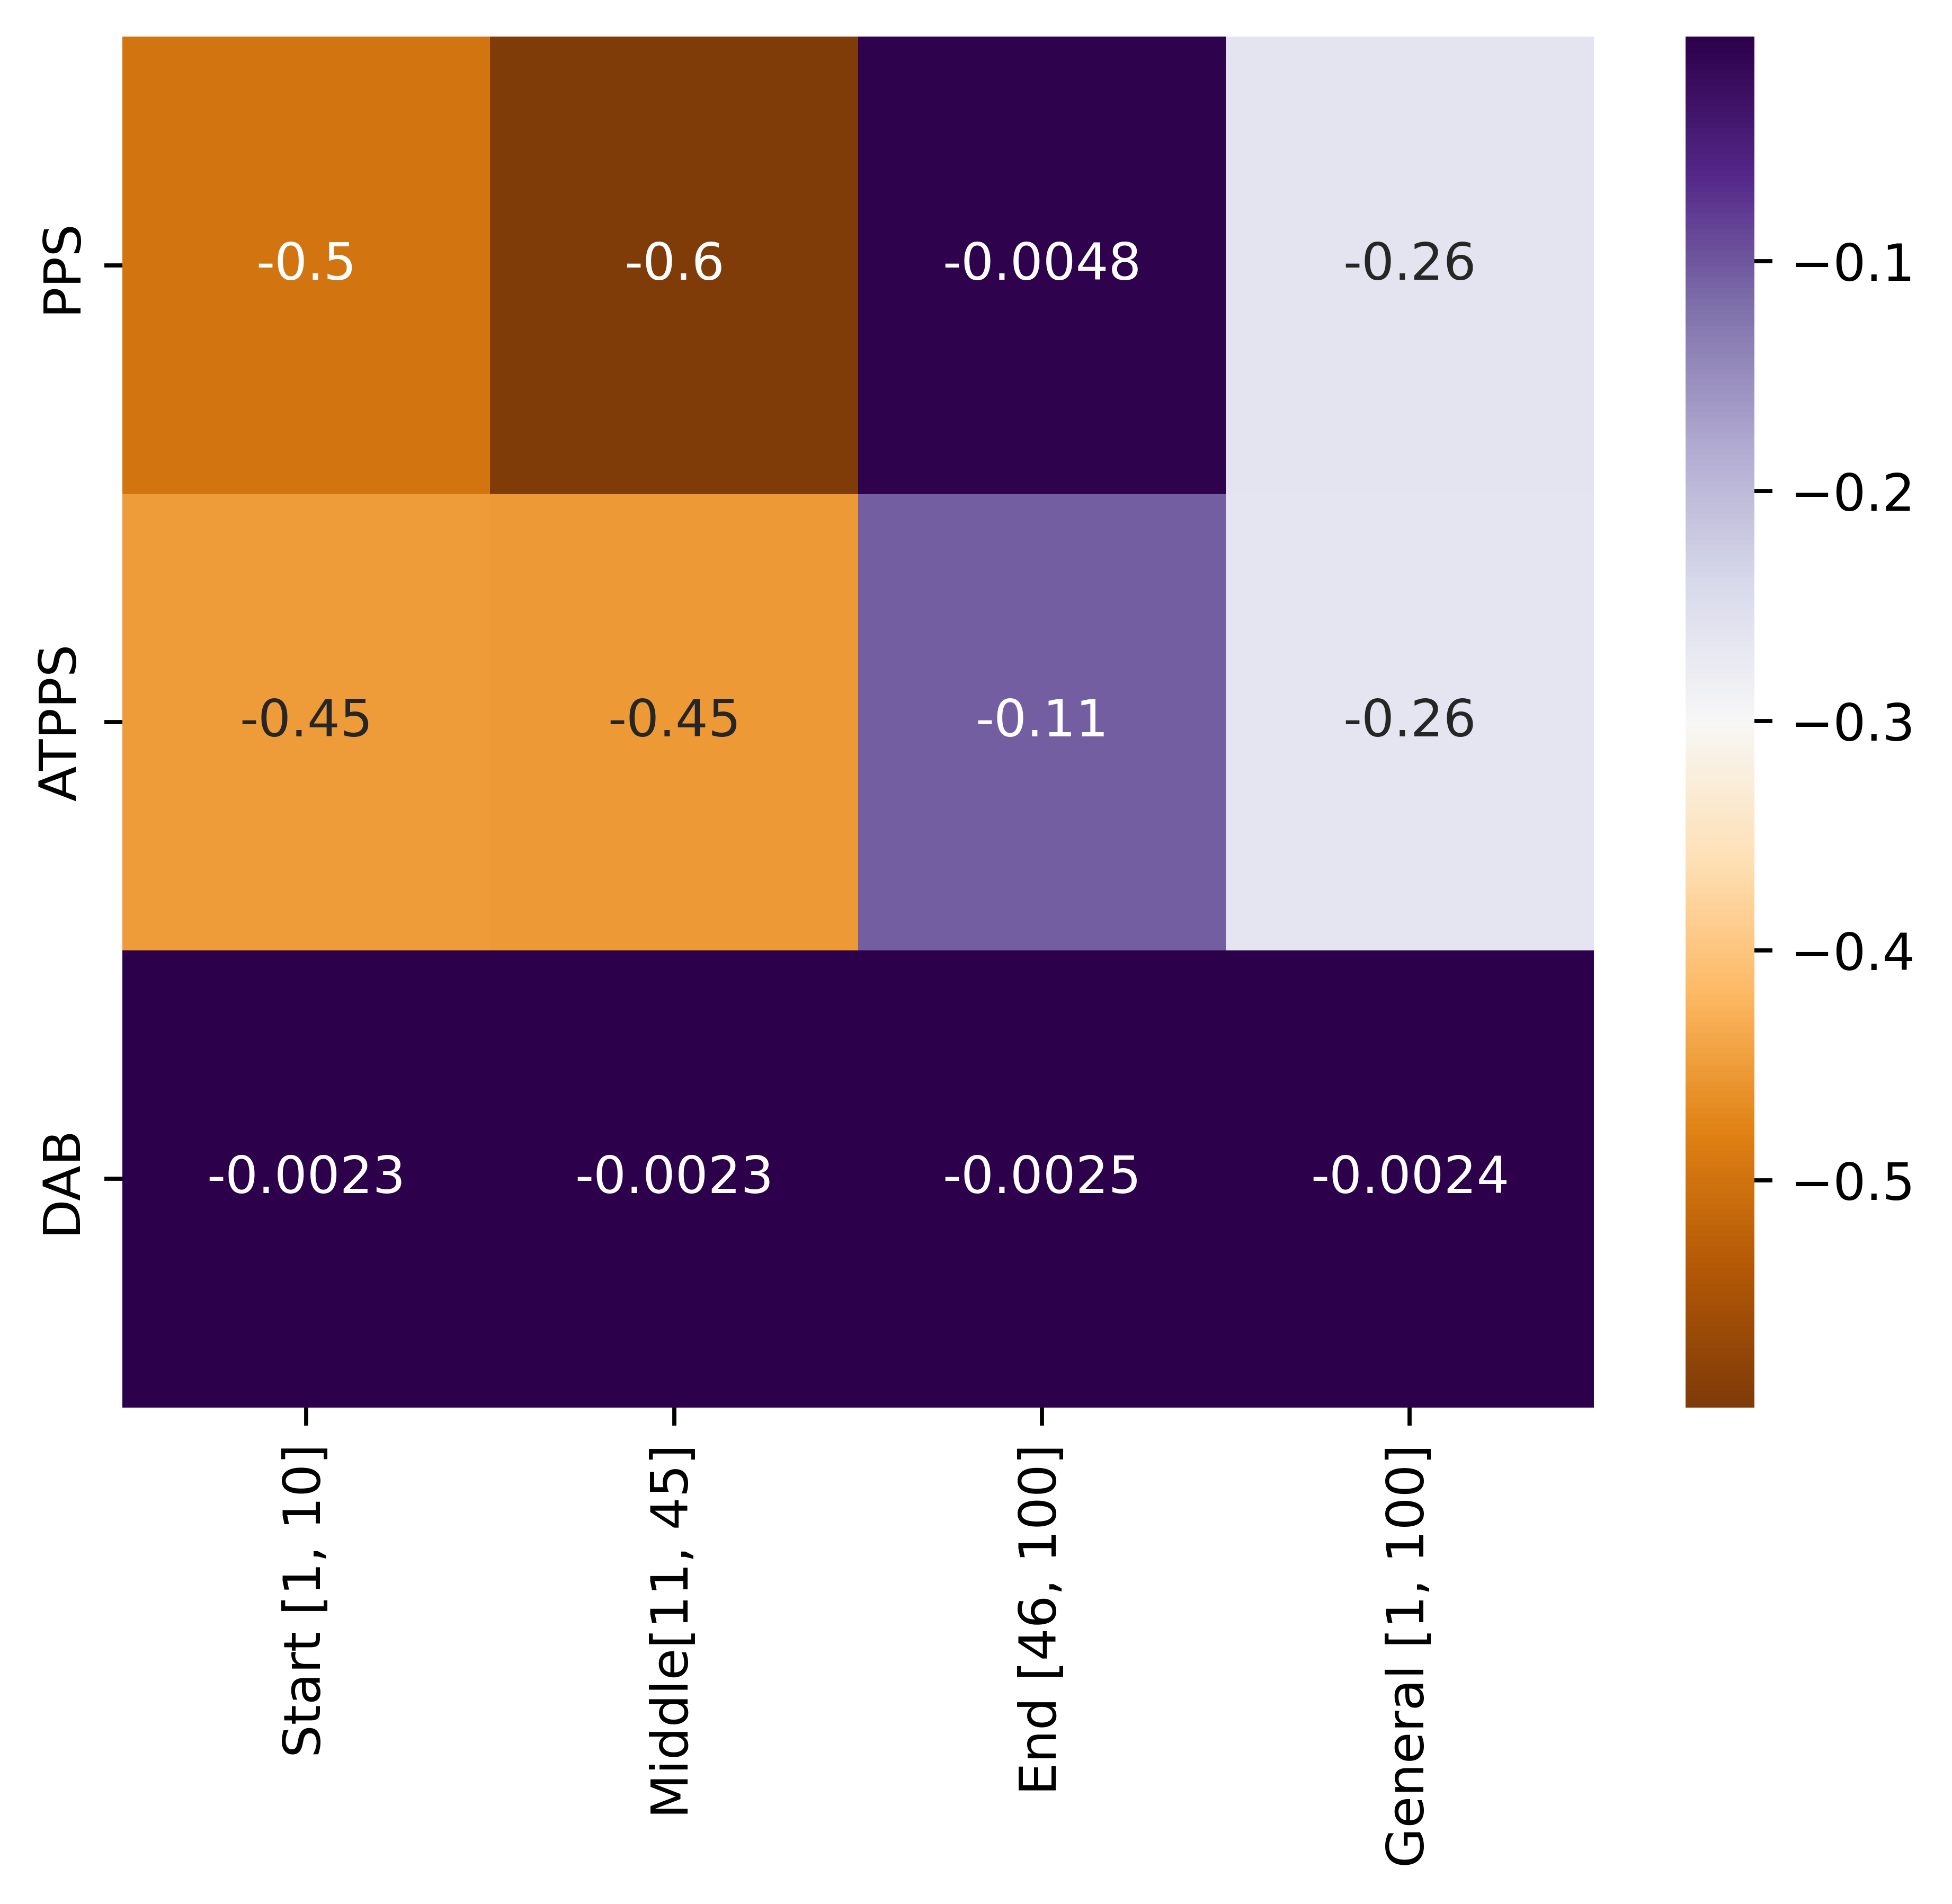 PPS
-0.5 -0.6 -0.0048 -0.26
ATPPS
-0.45 -0.45 -0.11 -0.26
DAB
-0.0023 -0.0023 -0.0025 -0.0024
Start [1, 10]
Middle[11, 45]
End [46, 100]
General [1, 100]
−0.1
−0.2
−0.3
−0.4
−0.5